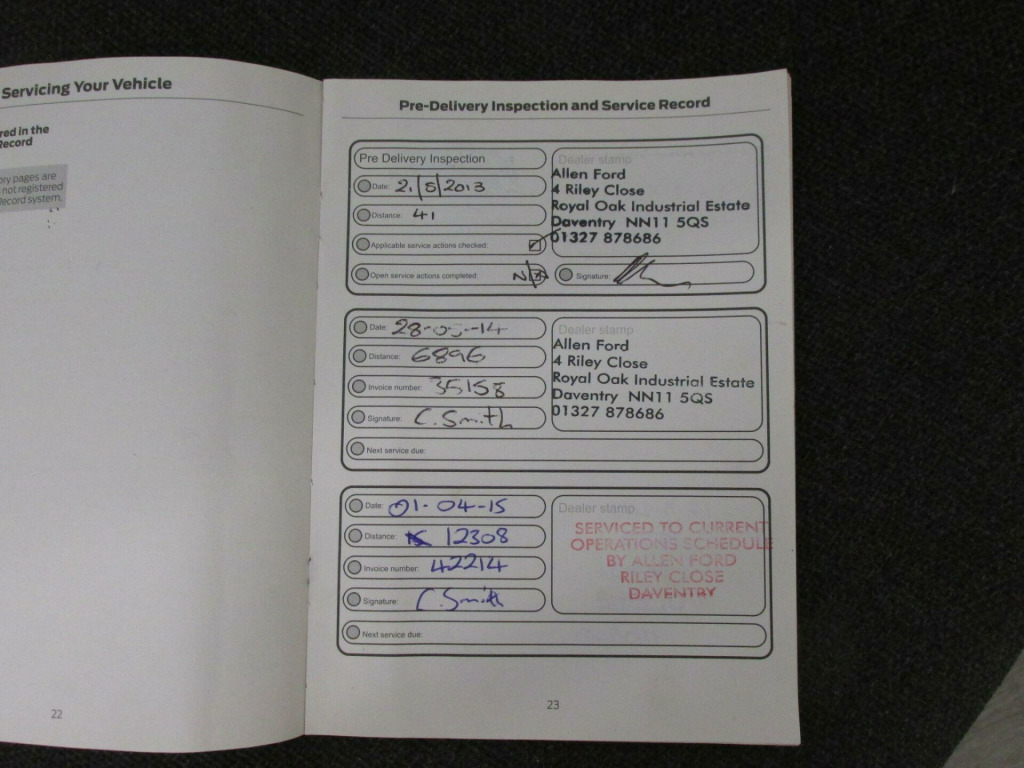 Servicing Your Vehicle
red in the
Record
ory pages are
not registered
Record system.
22
Pre-Delivery Inspection and Service Record
Pre Delivery Inspection
Date: 2/5/2013
Distance: 41
Applicable service actions checked:
Open service actions completed: N/A
Dealer stamp
Allen Ford
4 Riley Close
Royal Oak Industrial Estate
Daventry NN11 5QS
01327 878686
Signature:
Date: 28-05-14
Distance: 6896
Invoice number: 35158
Signature: C. Smith
Next service due:
Dealer stamp
Allen Ford
4 Riley Close
Royal Oak Industrial Estate
Daventry NN11 5QS
01327 878686
Date: 01-04-15
Distance: 12308
Invoice number: 42214
Signature: C. Smith
Next service due:
Dealer stamp
SERVICED TO CURRENT
OPERATIONS SCHEDULE
BY ALLEN FORD
RILEY CLOSE
DAVENTRY
23